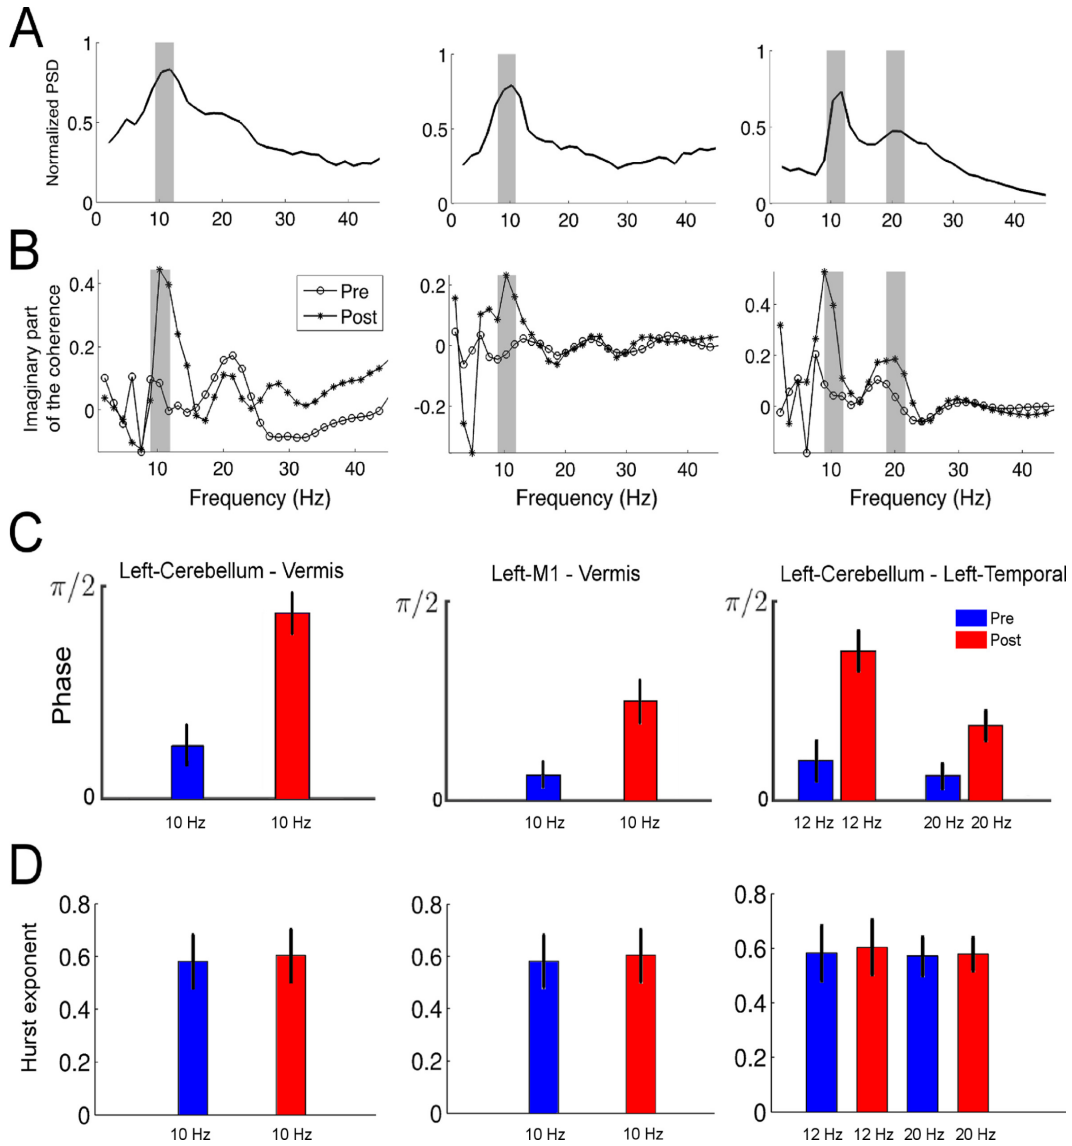 A
Normalized PSD
1
0.5
0
0 10 20 30 40
1
0.5
0
0 10 20 30 40
1
0.5
0
0 10 20 30 40
B
Imaginary part
of the coherence
0.4
0.2
0
10 20 30 40
Frequency (Hz)
Pre
Post
0.2
0
-0.2
10 20 30 40
Frequency (Hz)
0.4
0.2
0
10 20 30 40
Frequency (Hz)
C
Left-Cerebellum - Vermis
π/2
Phase
0
10 Hz 10 Hz
Left-M1 - Vermis
π/2
0
10 Hz 10 Hz
Left-Cerebellum - Left-Temporal
π/2
Pre
Post
0
12 Hz 12 Hz 20 Hz 20 Hz
D
Hurst exponent
0.8
0.6
0.4
0.2
0
10 Hz 10 Hz
0.8
0.6
0.4
0.2
0
10 Hz 10 Hz
0.8
0.6
0.4
0.2
0
12 Hz 12 Hz 20 Hz 20 Hz